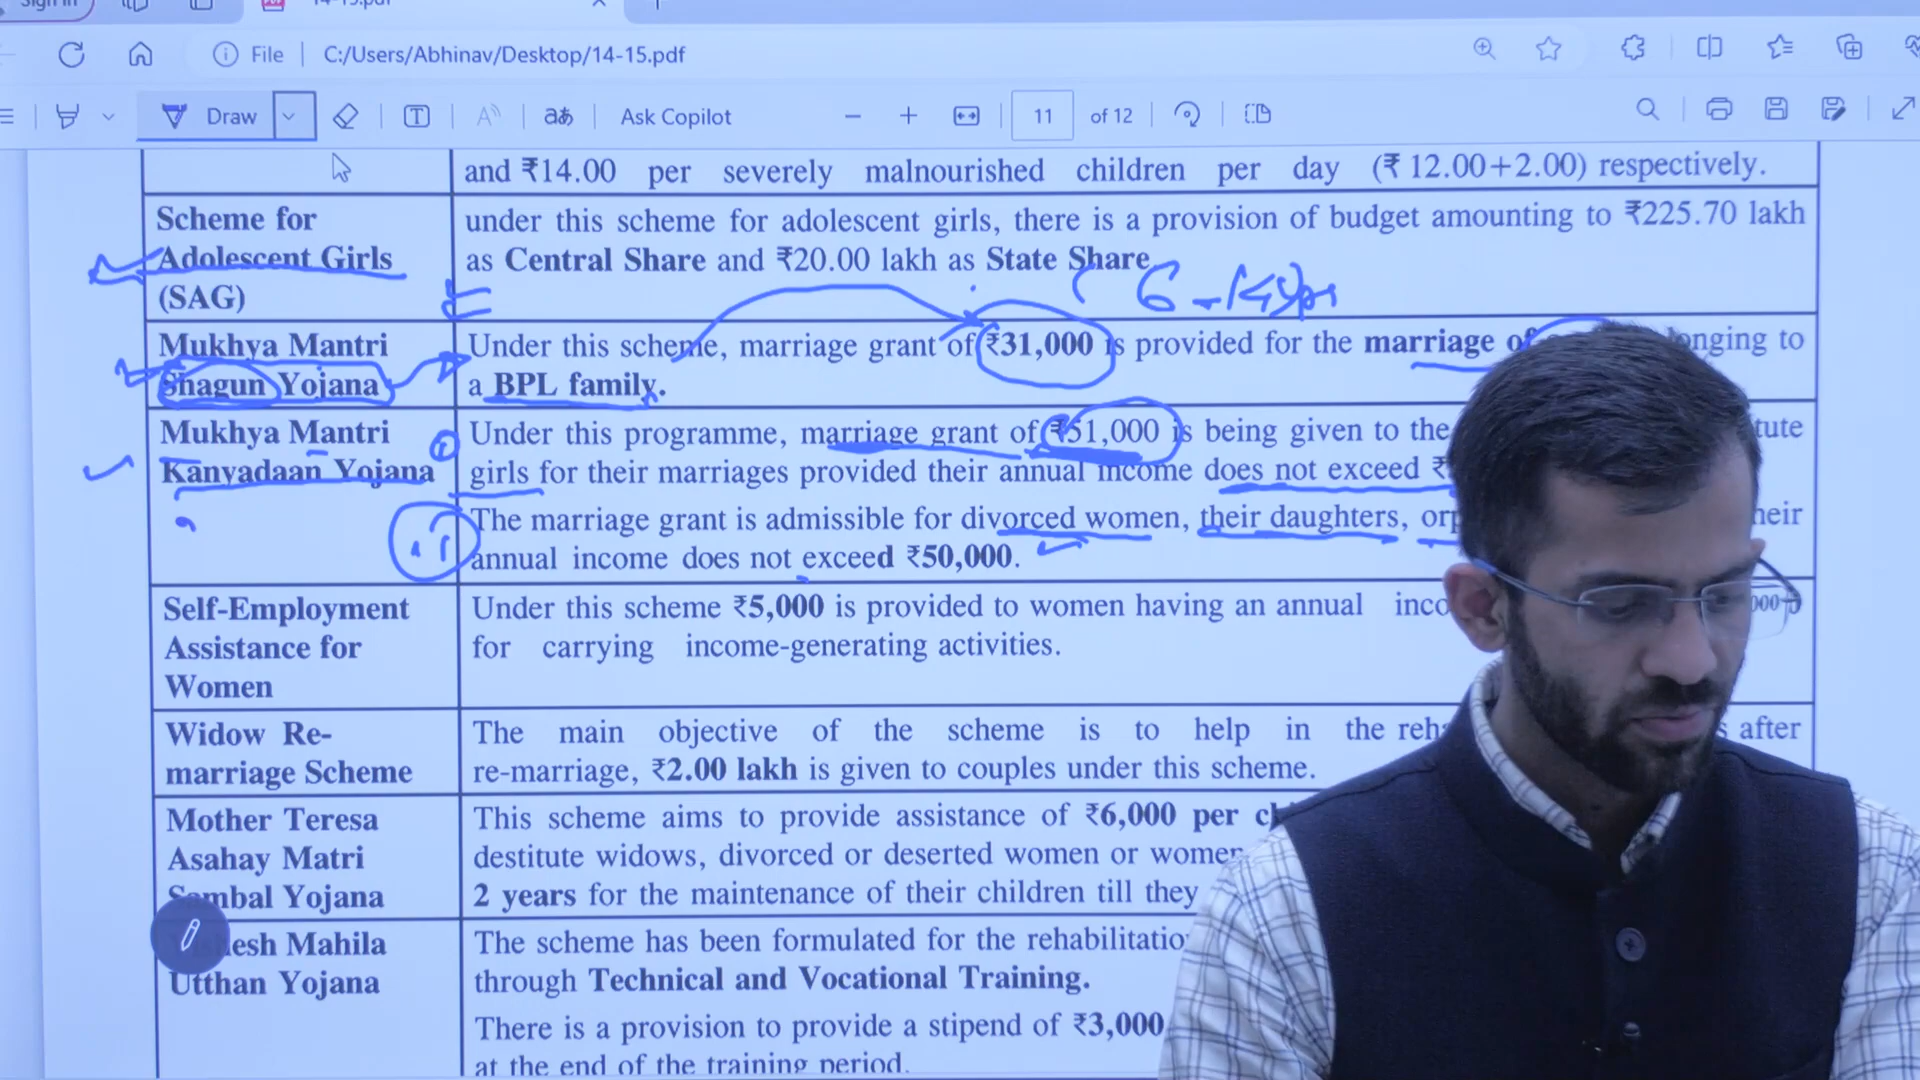 Sign in
14-15.pdf
File
C:/Users/Abhinav/Desktop/14-15.pdf
Draw
Ask Copilot
11 of 12
and ₹14.00 per severely malnourished children per day (₹ 12.00+2.00) respectively.
Scheme for
Adolescent Girls
(SAG)
under this scheme for adolescent girls, there is a provision of budget amounting to ₹225.70 lakh
as Central Share and ₹20.00 lakh as State Share
Mukhya Mantri
Shagun Yojana
Under this scheme, marriage grant of ₹31,000 is provided for the marriage of
to
a BPL family.
Mukhya Mantri
Kanyadaan Yojana
Under this programme, marriage grant of ₹51,000 is being given to the
girls for their marriages provided their annual income does not exceed ₹
The marriage grant is admissible for divorced women, their daughters,
annual income does not exceed ₹50,000.
Self-Employment
Assistance for
Women
Under this scheme ₹5,000 is provided to women having an annual
for carrying income-generating activities.
Widow Re-
marriage Scheme
The main objective of the scheme is to help in the
after
re-marriage, ₹2.00 lakh is given to couples under this scheme.
Mother Teresa
Asahay Matri
Sambal Yojana
This scheme aims to provide assistance of ₹6,000 per
destitute widows, divorced or deserted women or women
2 years for the maintenance of their children till they
Mahila
Utthan Yojana
The scheme has been formulated for the
through Technical and Vocational Training.
There is a provision to provide a stipend of ₹3,000
at the end of the training period.